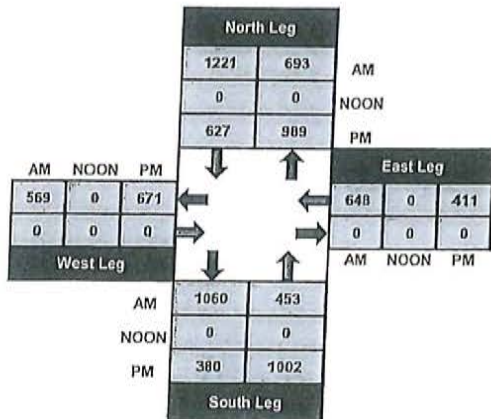 North Leg
1221 693 AM
0 0 NOON
627 989 PM
AM NOON PM
569 0 671
0 0 0
West Leg
East Leg
648 0 411
0 0 0
AM NOON PM
AM 1060 453
NOON 0 0
PM 380 1002
South Leg